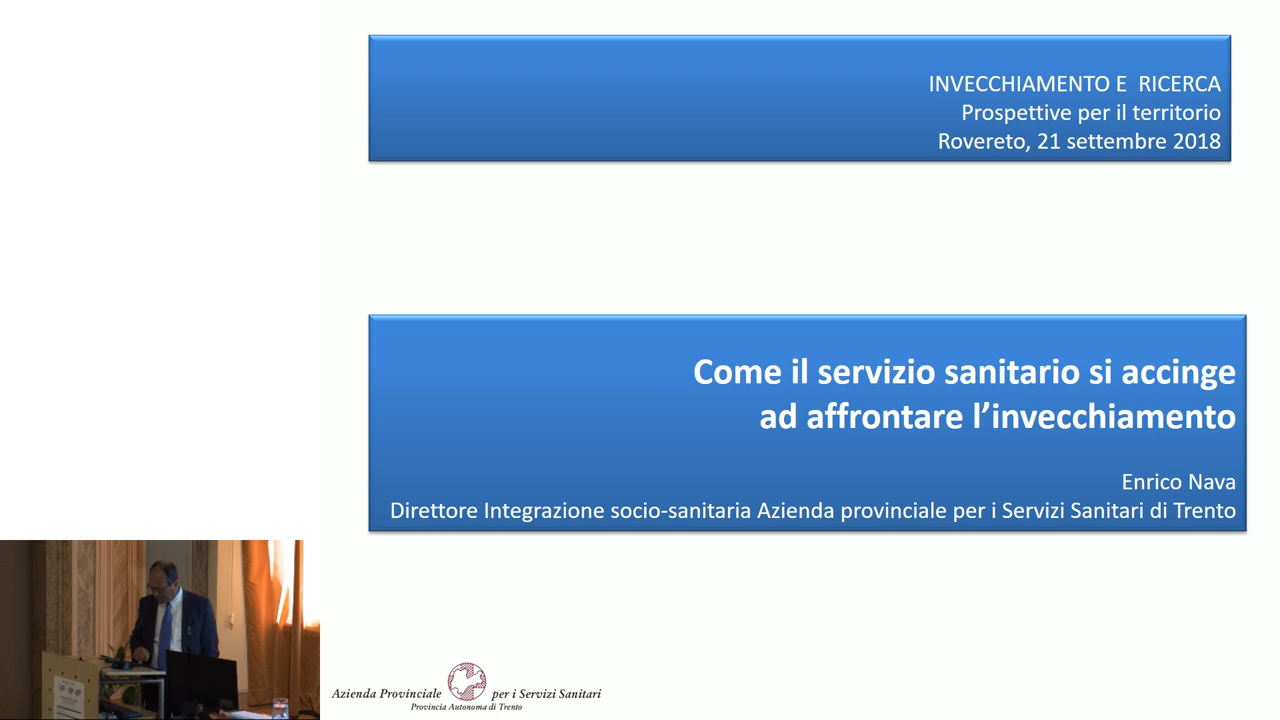 INVECCHIAMENTO E RICERCA
Prospettive per il territorio
Rovereto, 21 settembre 2018
Come il servizio sanitario si accinge
ad affrontare l’invecchiamento
Enrico Nava
Direttore Integrazione socio-sanitaria Azienda provinciale per i Servizi Sanitari di Trento
Azienda Provinciale per i Servizi Sanitari
Provincia Autonoma di Trento